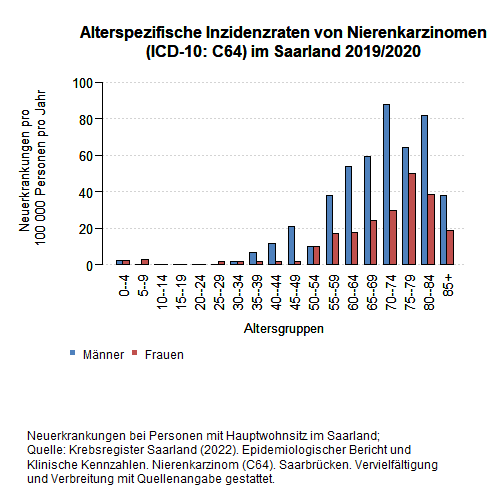 Alterspezifische Inzidenzraten von Nierenkarzinomen
(ICD-10: C64) im Saarland 2019/2020
Neuerkrankungen pro
100 000 Personen pro Jahr
100
80
60
40
20
0
0--4
5--9
10--14
15--19
20--24
25--29
30--34
35--39
40--44
45--49
50--54
55--59
60--64
65--69
70--74
75--79
80--84
85+
Altersgruppen
Männer Frauen
Neuerkrankungen bei Personen mit Hauptwohnsitz im Saarland;
Quelle: Krebsregister Saarland (2022). Epidemiologischer Bericht und
Klinische Kennzahlen. Nierenkarzinom (C64). Saarbrücken. Vervielfältigung
und Verbreitung mit Quellenangabe gestattet.